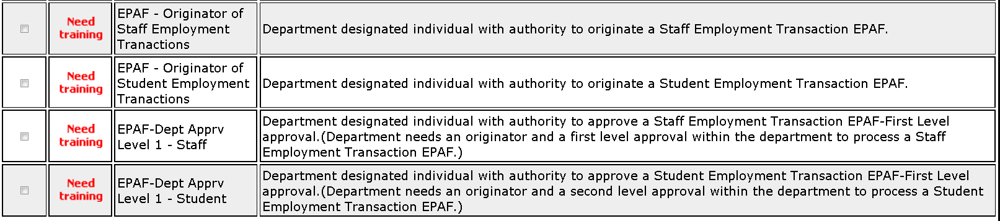 Need
training
EPAF - Originator of
Staff Employment
Tranactions
Department designated individual with authority to originate a Staff Employment Transaction EPAF.
Need
training
EPAF - Originator of
Student Employment
Tranactions
Department designated individual with authority to originate a Student Employment Transaction EPAF.
Need
training
EPAF-Dept Apprv
Level 1 - Staff
Department designated individual with authority to approve a Staff Employment Transaction EPAF-First Level
approval.(Department needs an originator and a first level approval within the department to process a Staff
Employment Transaction EPAF.)
Need
training
EPAF-Dept Apprv
Level 1 - Student
Department designated individual with authority to approve a Student Employment Transaction EPAF-First Level
approval.(Department needs an originator and a second level approval within the department to process a Student
Employment Transaction EPAF.)